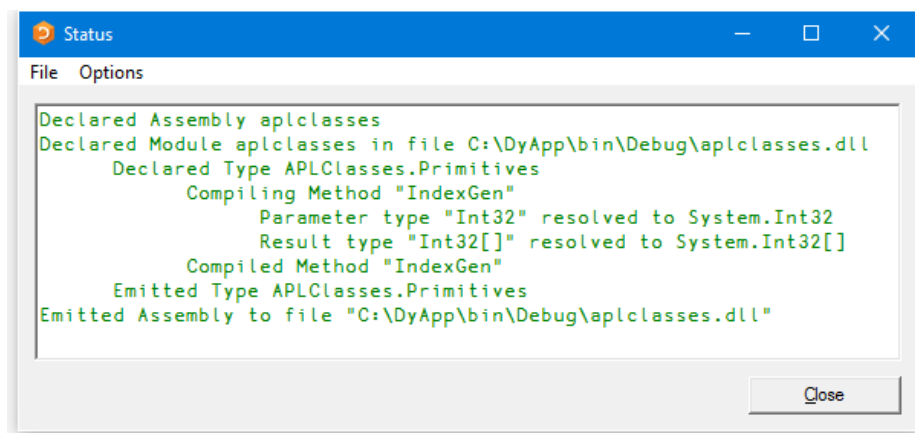 Status
File Options
Declared Assembly aplclasses
Declared Module aplclasses in file C:\DyApp\bin\Debug\aplclasses.dll
Declared Type APLClasses.Primitives
Compiling Method "IndexGen"
Parameter type "Int32" resolved to System.Int32
Result type "Int32[]" resolved to System.Int32[]
Compiled Method "IndexGen"
Emitted Type APLClasses.Primitives
Emitted Assembly to file "C:\DyApp\bin\Debug\aplclasses.dll"
Close